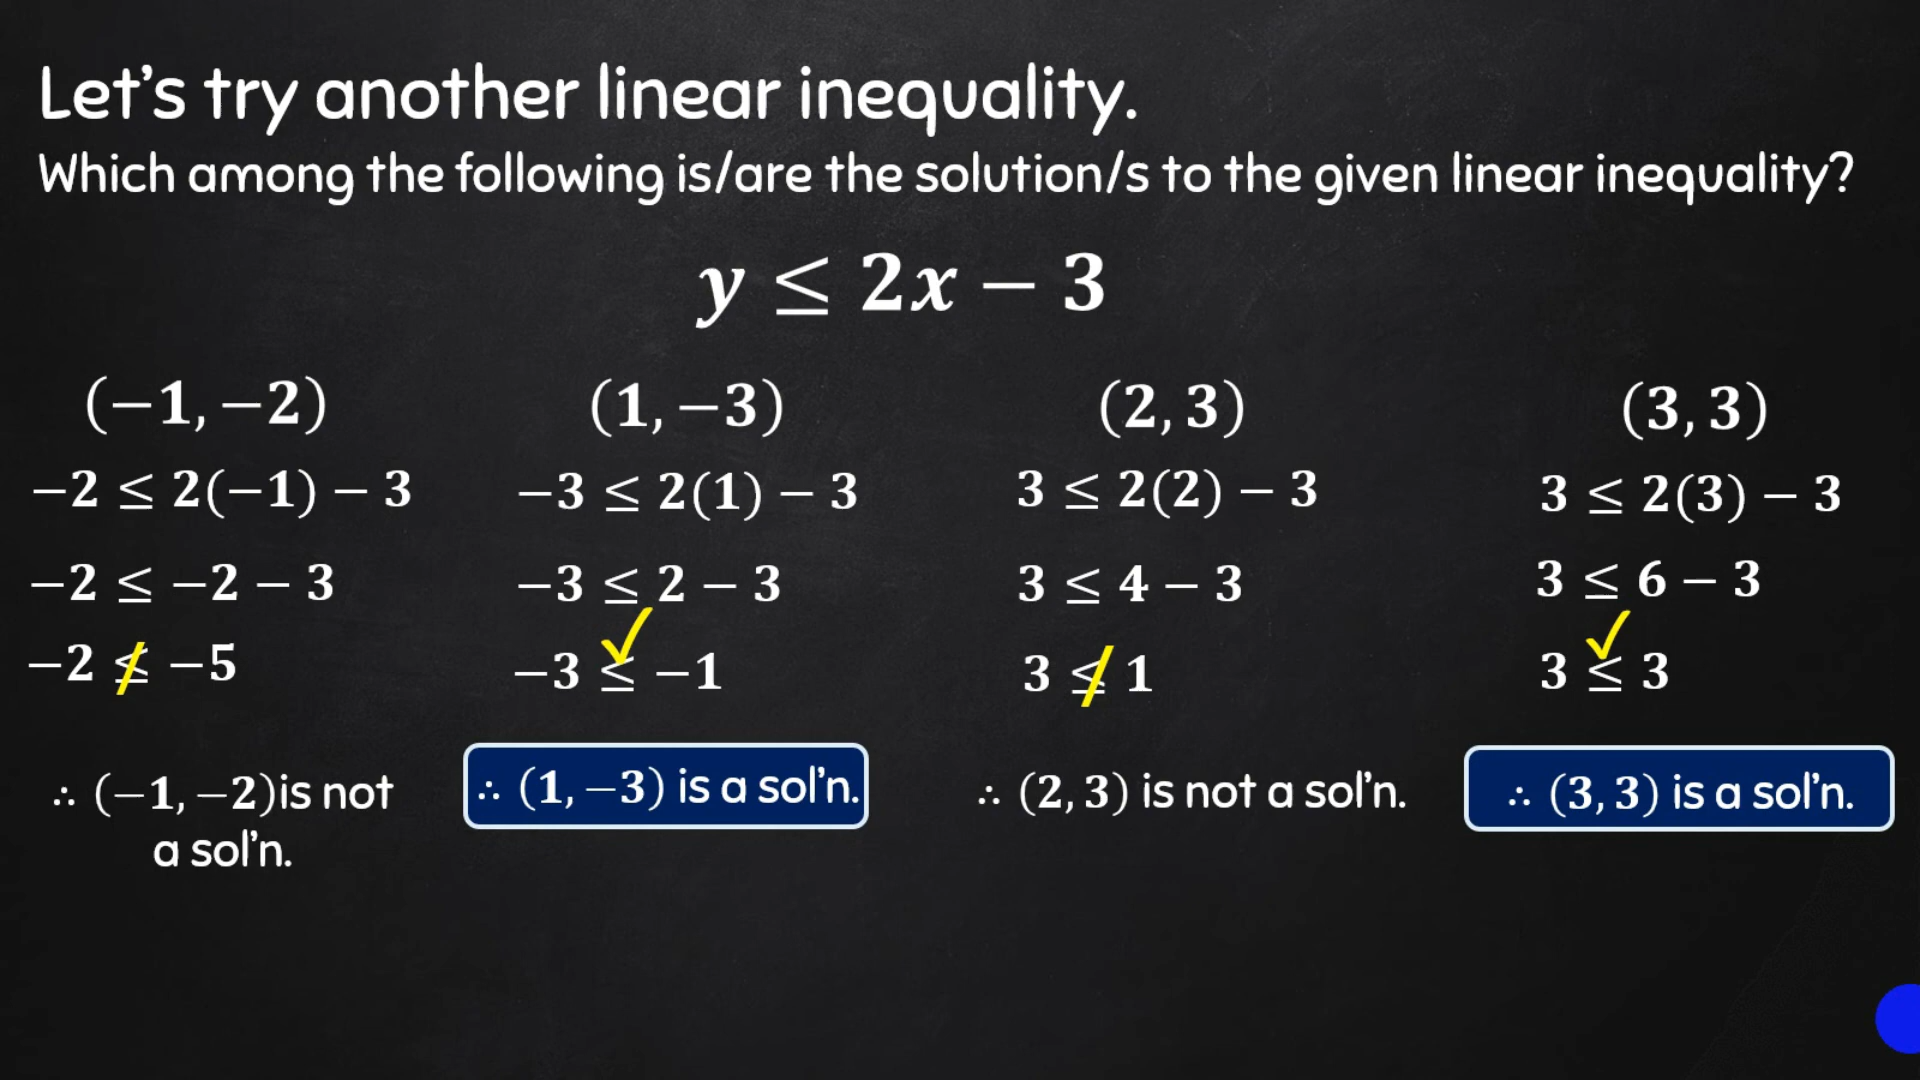 Let's try another linear inequality.
Which among the following is/are the solution/s to the given linear inequality?
y ≤ 2x − 3
(−1, −2)
−2 ≤ 2(−1) − 3
−2 ≤ −2 − 3
−2 ≰ −5
∴ (−1, −2)is not
a sol'n.
(1, −3)
−3 ≤ 2(1) − 3
−3 ≤ 2 − 3
−3 ≤ −1
∴ (1, −3) is a sol'n.
(2, 3)
3 ≤ 2(2) − 3
3 ≤ 4 − 3
3 ≰ 1
∴ (2, 3) is not a sol'n.
(3, 3)
3 ≤ 2(3) − 3
3 ≤ 6 − 3
3 ≤ 3
∴ (3, 3) is a sol'n.